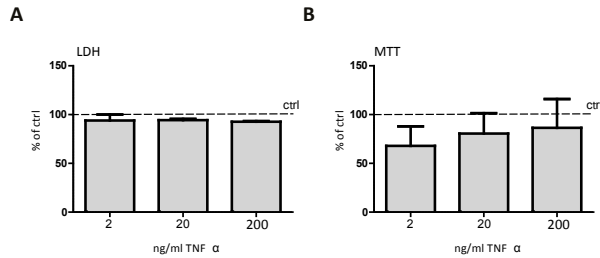 A
B
LDH
MTT
150
100
50
0
% of ctrl
ctrl
2
20
200
ng/ml TNF α
150
100
50
0
% of ctrl
ctr
2
20
200
ng/ml TNF α